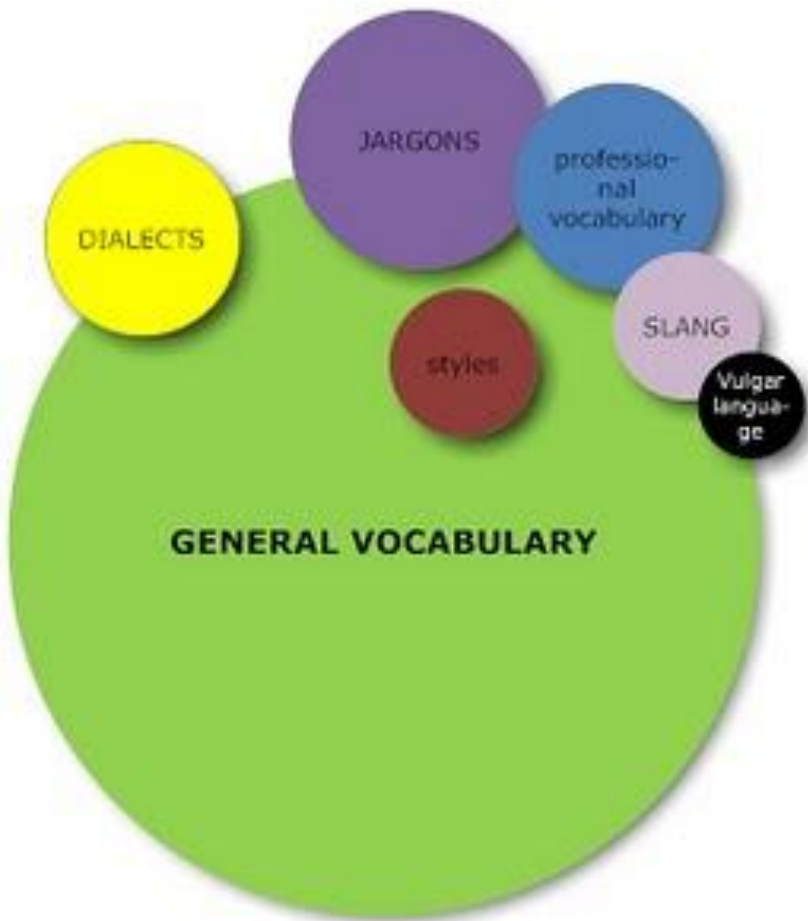 JARGONS
professio-
nal
vocabulary
DIALECTS
SLANG
styles
Vulgar
langua-
ge
GENERAL VOCABULARY